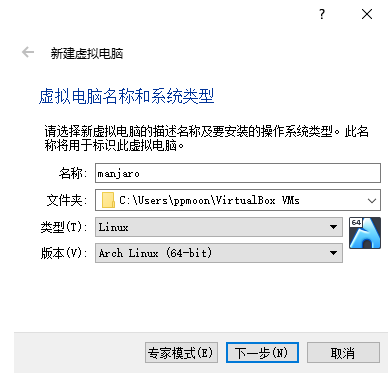 ?
新建虚拟电脑
虚拟电脑名称和系统类型
请选择新虚拟电脑的描述名称及要安装的操作系统类型。此名
称将用于标识此虚拟电脑。
名称: manjaro
文件夹: C:\Users\ppmoon\VirtualBox VMs
类型(T): Linux
64
版本(V): Arch Linux (64-bit)
专家模式(E) 下一步(N) 取消